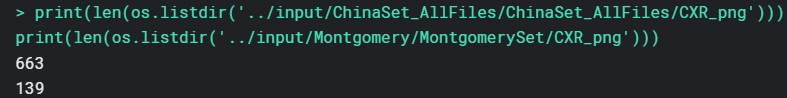 > print(len(os.listdir('../input/ChinaSet_AllFiles/ChinaSet_AllFiles/CXR_png')))
print(len(os.listdir('../input/Montgomery/MontgomerySet/CXR_png')))
663
139